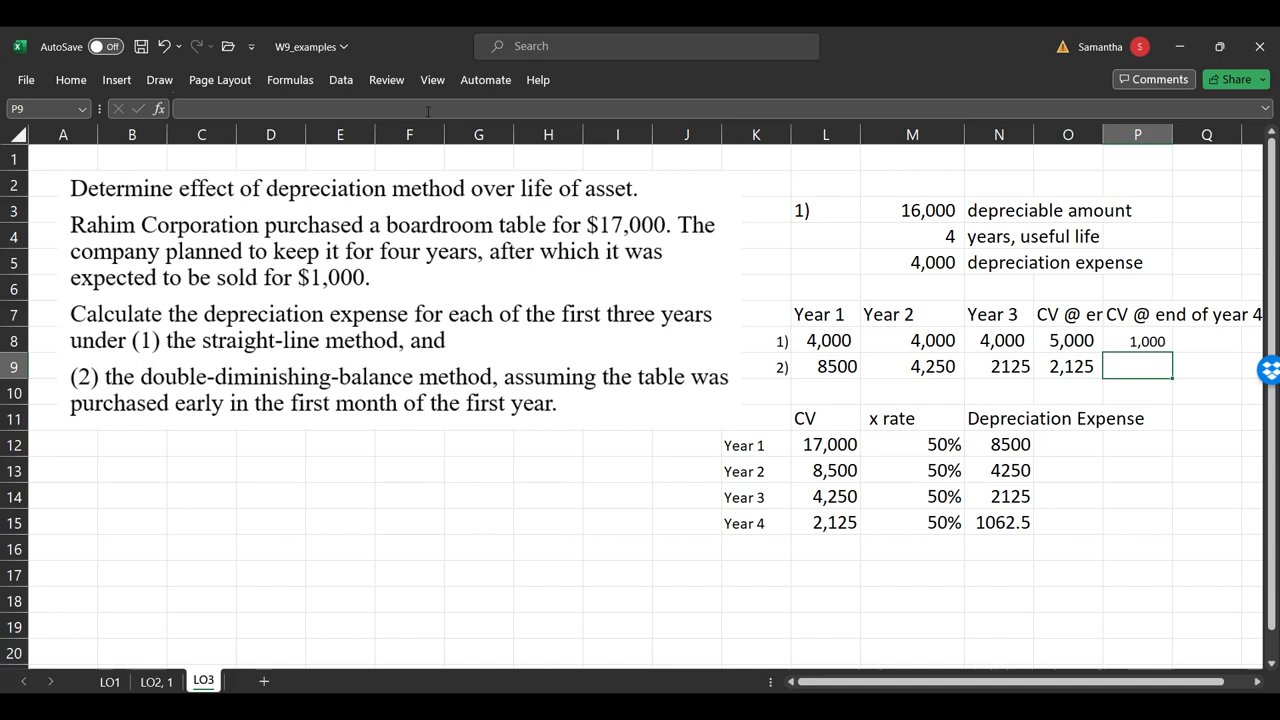 AutoSave Off W9_examples Search Samantha S
File Home Insert Draw Page Layout Formulas Data Review View Automate Help Comments Share
P9 fx
A B C D E F G H I J K L M N O P Q
1
2
3
4
5
6
7
8
9
10
11
12
13
14
15
16
17
18
19
20
Determine effect of depreciation method over life of asset.
Rahim Corporation purchased a boardroom table for $17,000. The
company planned to keep it for four years, after which it was
expected to be sold for $1,000.
Calculate the depreciation expense for each of the first three years
under (1) the straight-line method, and
(2) the double-diminishing-balance method, assuming the table was
purchased early in the first month of the first year.
1) 16,000 depreciable amount
4 years, useful life
4,000 depreciation expense
Year 1 Year 2 Year 3 CV @ er CV @ end of year 4
1) 4,000 4,000 4,000 5,000 1,000
2) 8500 4,250 2125 2,125
CV x rate Depreciation Expense
Year 1 17,000 50% 8500
Year 2 8,500 50% 4250
Year 3 4,250 50% 2125
Year 4 2,125 50% 1062.5
LO1 LO2, 1 LO3